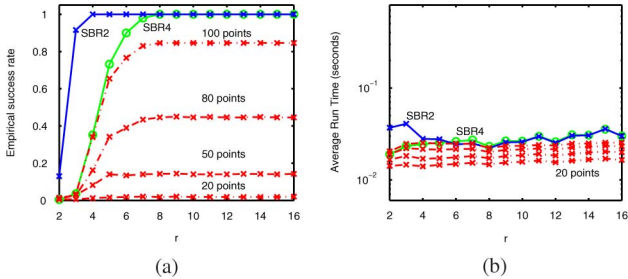 1
0.8
0.6
0.4
0.2
0
2 4 6 8 10 12 14 16
r
Empirical success rate
SBR2
SBR4
100 points
80 points
50 points
20 points
(a)
10⁻¹
10⁻²
2 4 6 8 10 12 14 16
r
Average Run Time (seconds)
SBR2
SBR4
20 points
(b)